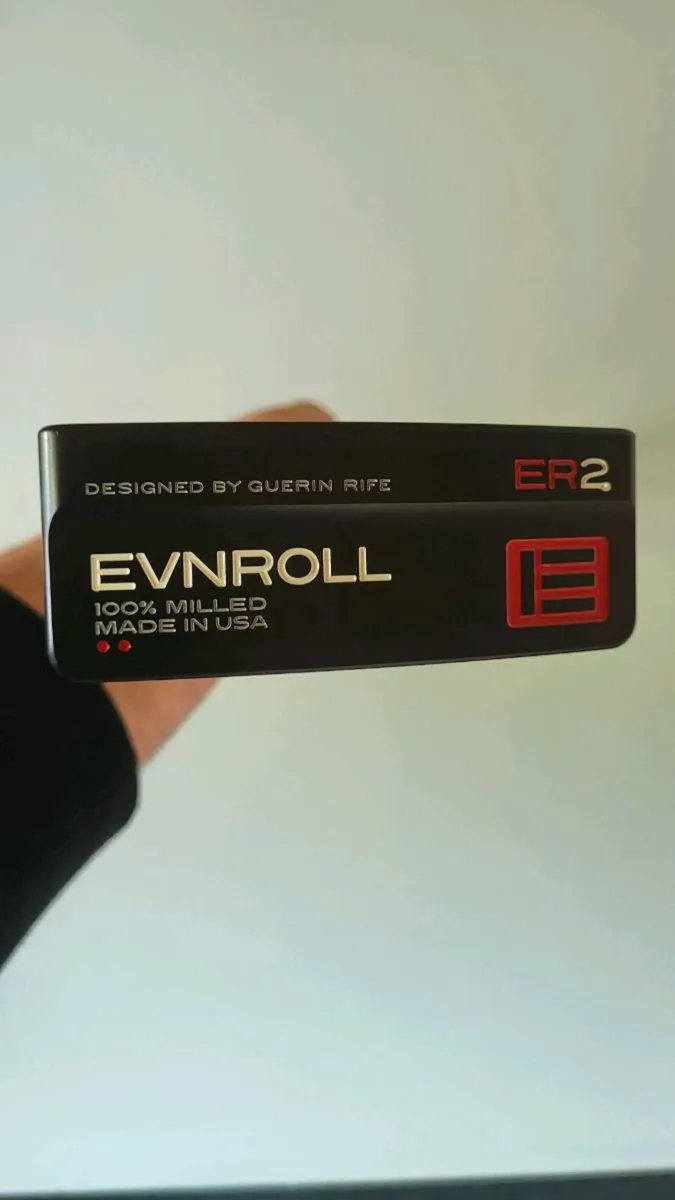 DESIGNED BY GUERIN RIFE
ER2
EVNROLL
100% MILLED
MADE IN USA